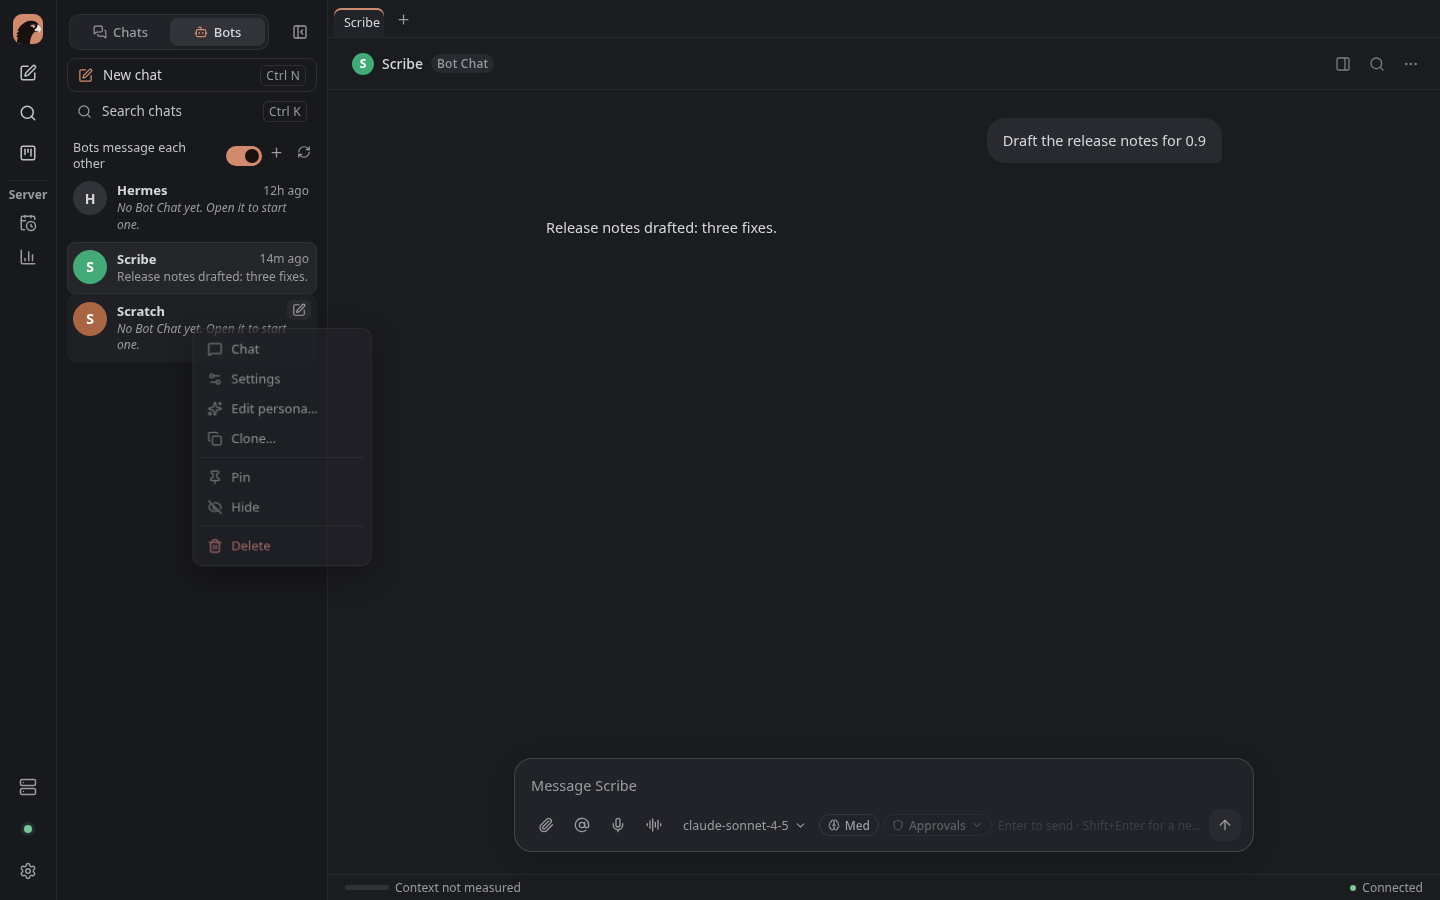 Chats
Bots
New chat
Ctrl N
Search chats
Ctrl K
Bots message each
other
Server
H
Hermes
12h ago
No Bot Chat yet. Open it to start
one.
S
Scribe
14m ago
Release notes drafted: three fixes.
S
Scratch
No Bot Chat yet. Open it to start
one.
Chat
Settings
Edit persona...
Clone...
Pin
Hide
Delete
Scribe
S
Scribe
Bot Chat
Draft the release notes for 0.9
Release notes drafted: three fixes.
Message Scribe
claude-sonnet-4-5
Med
Approvals
Enter to send · Shift+Enter for a ne...
Context not measured
Connected